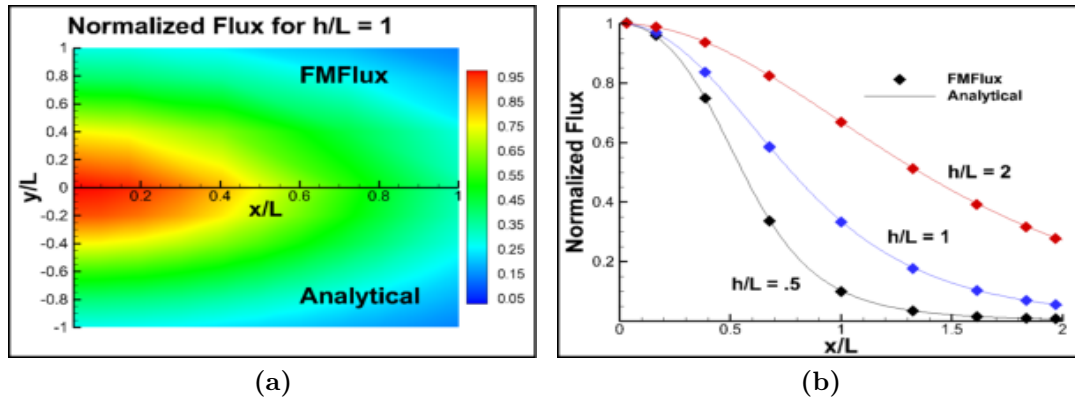 Normalized Flux for h/L = 1
1
0.8
0.6
0.4
0.2
0
-0.2
-0.4
-0.6
-0.8
-1
y/L
0.2
0.4
0.6
0.8
1
x/L
FMFlux
Analytical
0.95
0.85
0.75
0.65
0.55
0.45
0.35
0.25
0.15
0.05
(a)
1
0.8
0.6
0.4
0.2
Normalized Flux
FMFlux
Analytical
h/L = 2
h/L = 1
h/L = .5
0
0.5
1
1.5
2
x/L
(b)